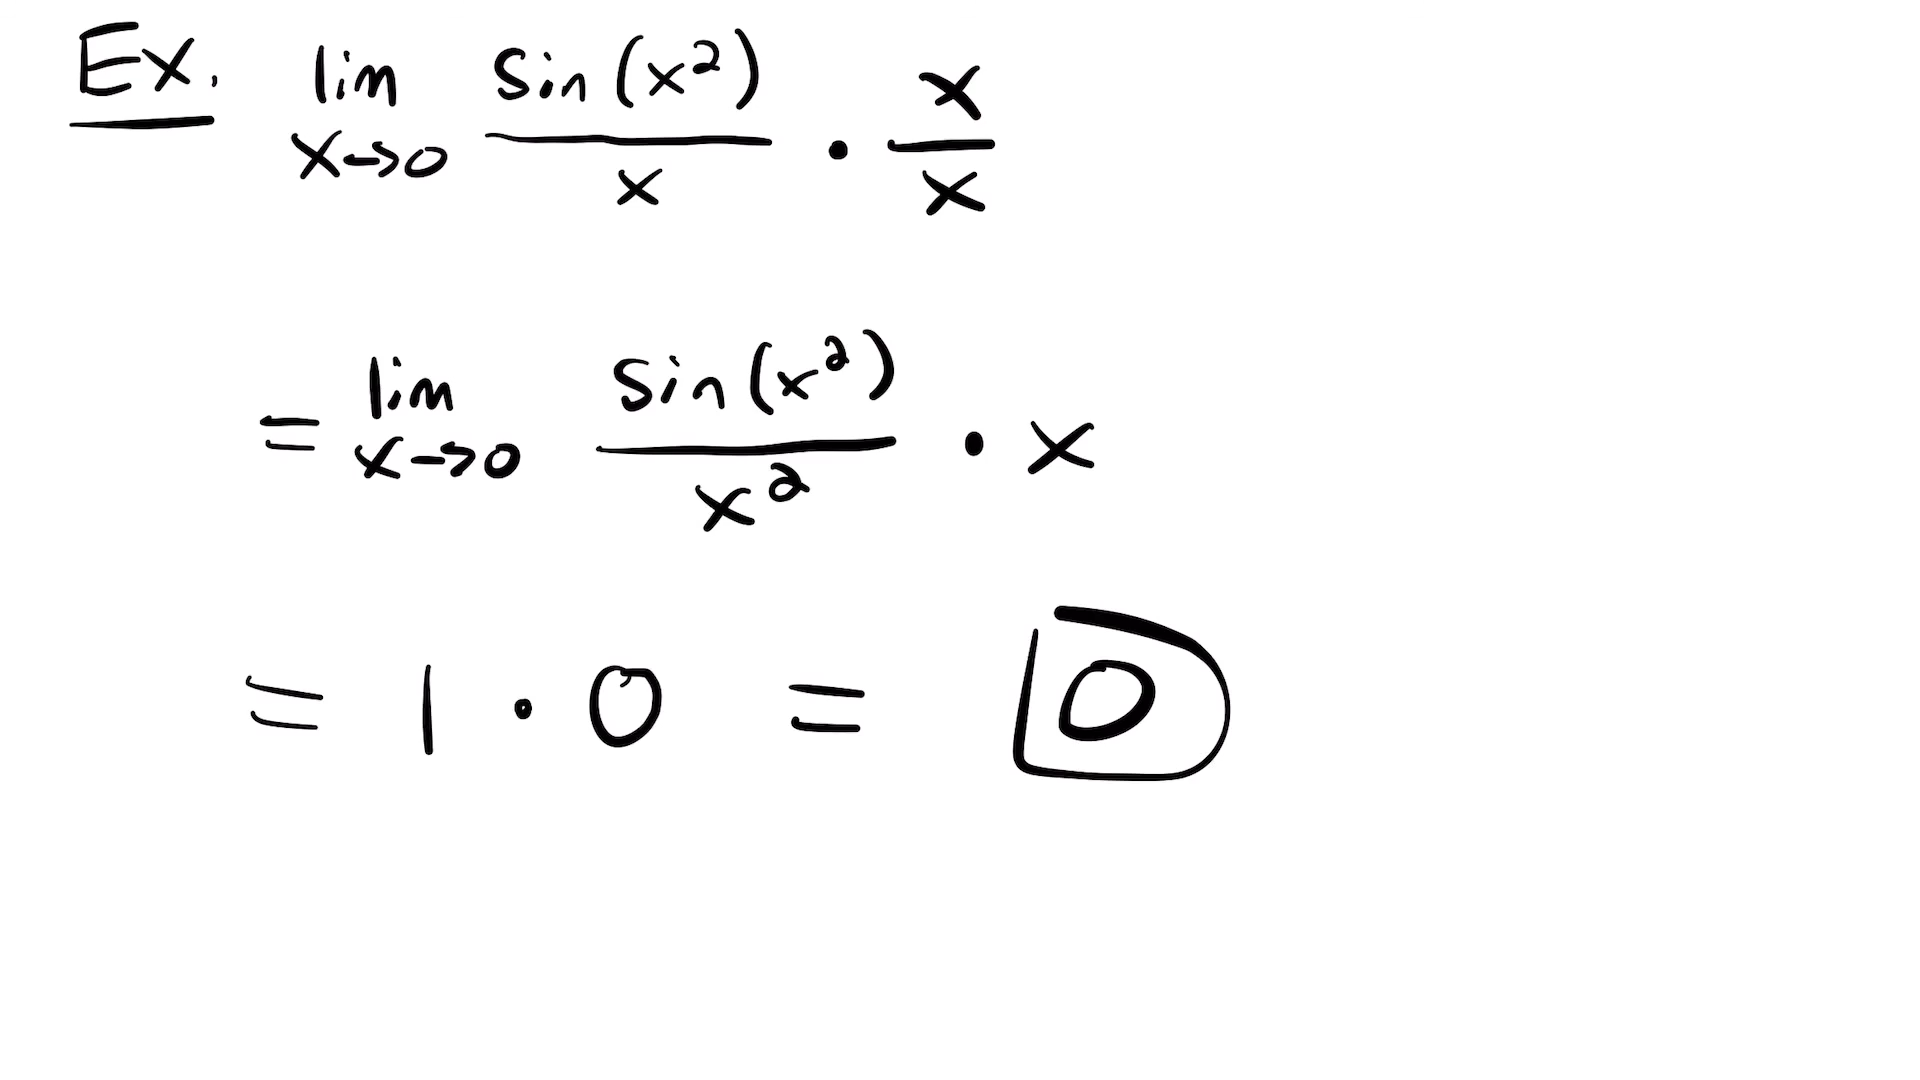 Ex. lim x→0 sin(x²)/x · x/x
= lim x→0 sin(x²)/x² · x
= 1 · 0 = 0